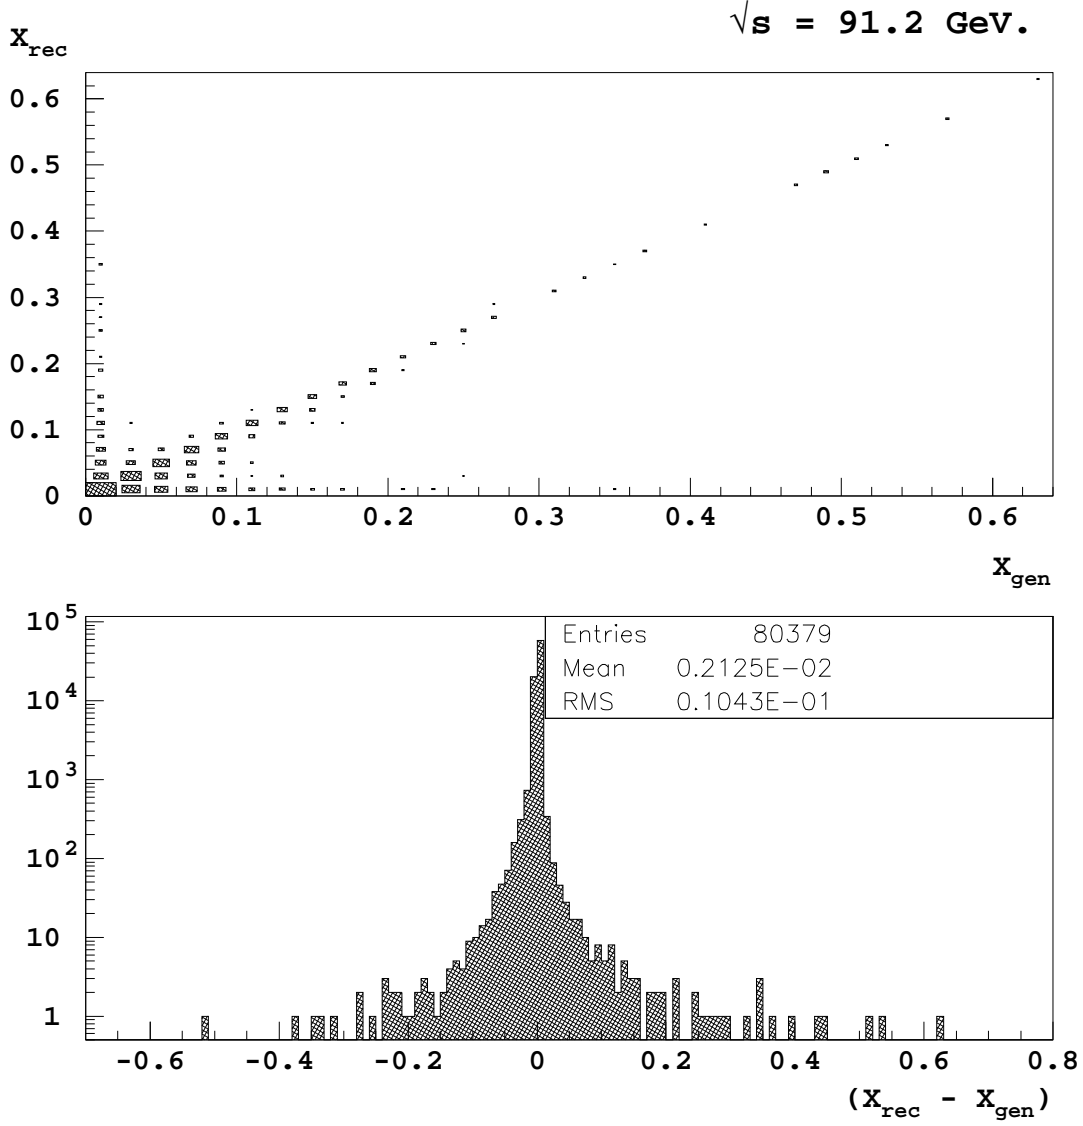 √s = 91.2 GeV.
X_rec
0.6
0.5
0.4
0.3
0.2
0.1
0
0 0.1 0.2 0.3 0.4 0.5 0.6
X_gen
10^5
10^4
10^3
10^2
10
1
Entries 80379
Mean 0.2125E-02
RMS 0.1043E-01
-0.6 -0.4 -0.2 0 0.2 0.4 0.6 0.8
(X_rec - X_gen)